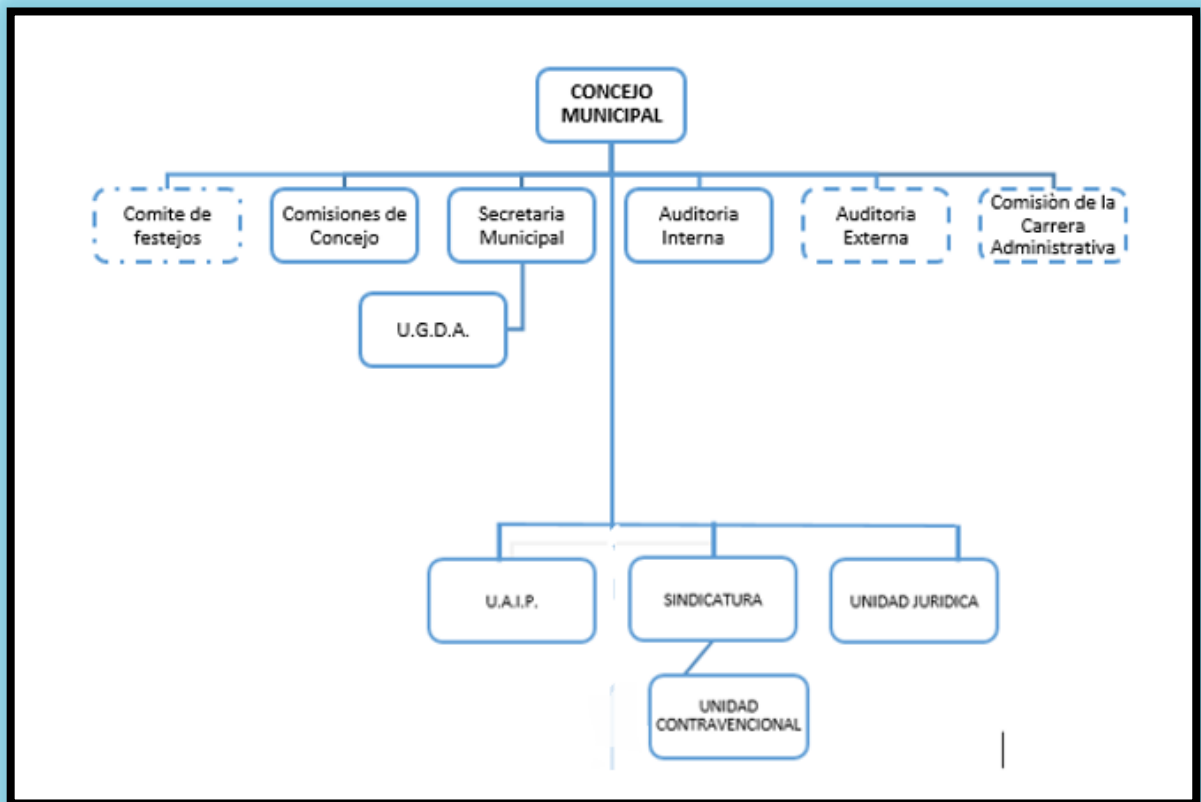 CONCEJO
MUNICIPAL
Comite de
festejos
Comisiones de
Concejo
Secretaria
Municipal
Auditoria
Interna
Auditoria
Externa
Comisiòn de la
Carrera
Administrativa
U.G.D.A.
U.A.I.P.
SINDICATURA
UNIDAD JURIDICA
UNIDAD
CONTRAVENCIONAL